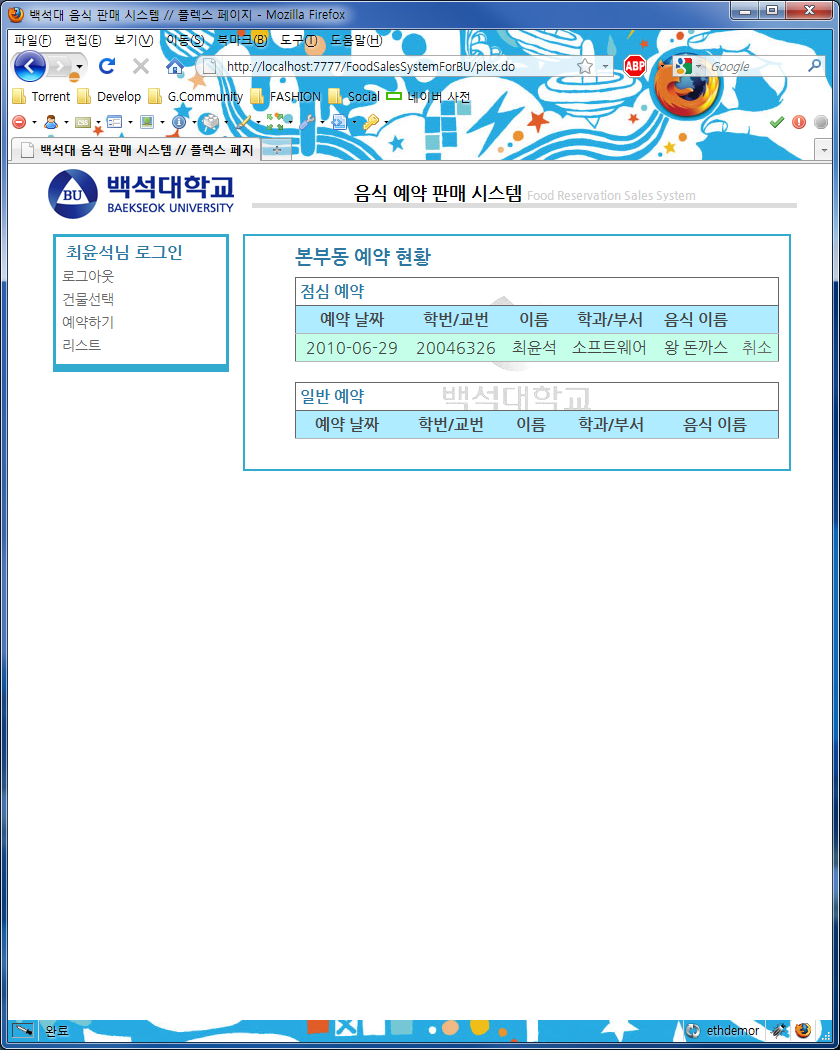 백석대 음식 판매 시스템 // 플렉스 페이지 - Mozilla Firefox
파일(F) 편집(E) 보기(V) 이동(S) 북마크(B) 도구(T) 도움말(H)
http://localhost:7777/FoodSalesSystemForBU/plex.do ABP Google
Torrent Develop G.Community FASHION Social 네이버 사전
백석대 음식 판매 시스템 // 플렉스 페지
BU 백석대학교
BAEKSEOK UNIVERSITY
음식 예약 판매 시스템 Food Reservation Sales System
최윤석님 로그인
로그아웃
건물선택
예약하기
리스트
본부동 예약 현황
점심 예약
예약 날짜 학번/교번 이름 학과/부서 음식 이름
2010-06-29 20046326 최윤석 소프트웨어 왕 돈까스 취소
일반 예약
백석대학교
예약 날짜 학번/교번 이름 학과/부서 음식 이름
완료 ethdemor